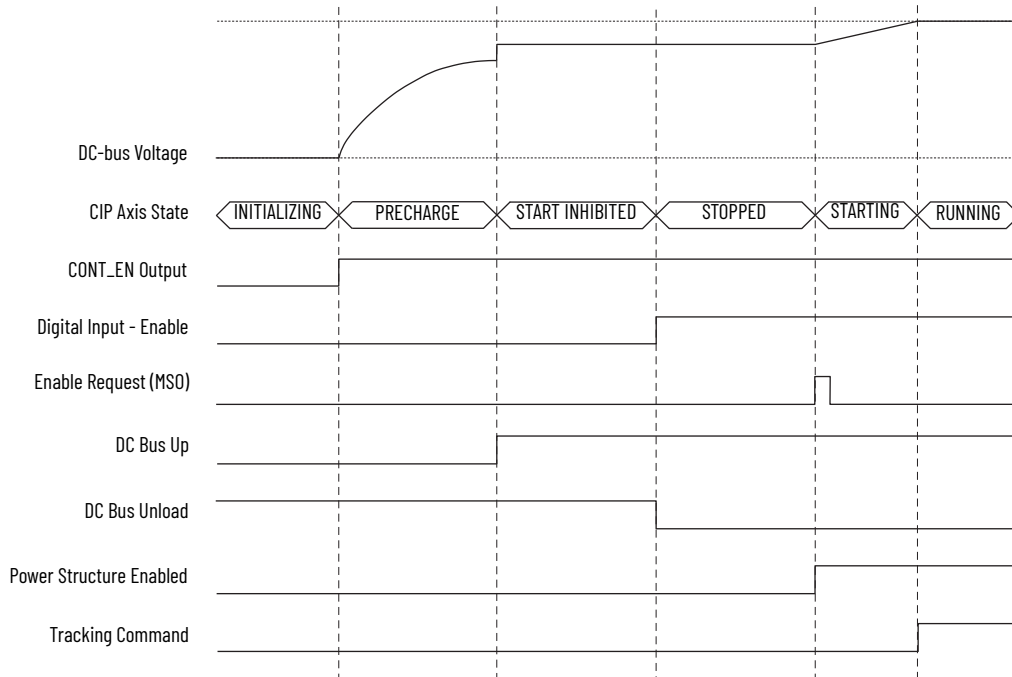 DC-bus Voltage
CIP Axis State
INITIALIZING
PRECHARGE
START INHIBITED
STOPPED
STARTING
RUNNING
CONT_EN Output
Digital Input - Enable
Enable Request (MSO)
DC Bus Up
DC Bus Unload
Power Structure Enabled
Tracking Command